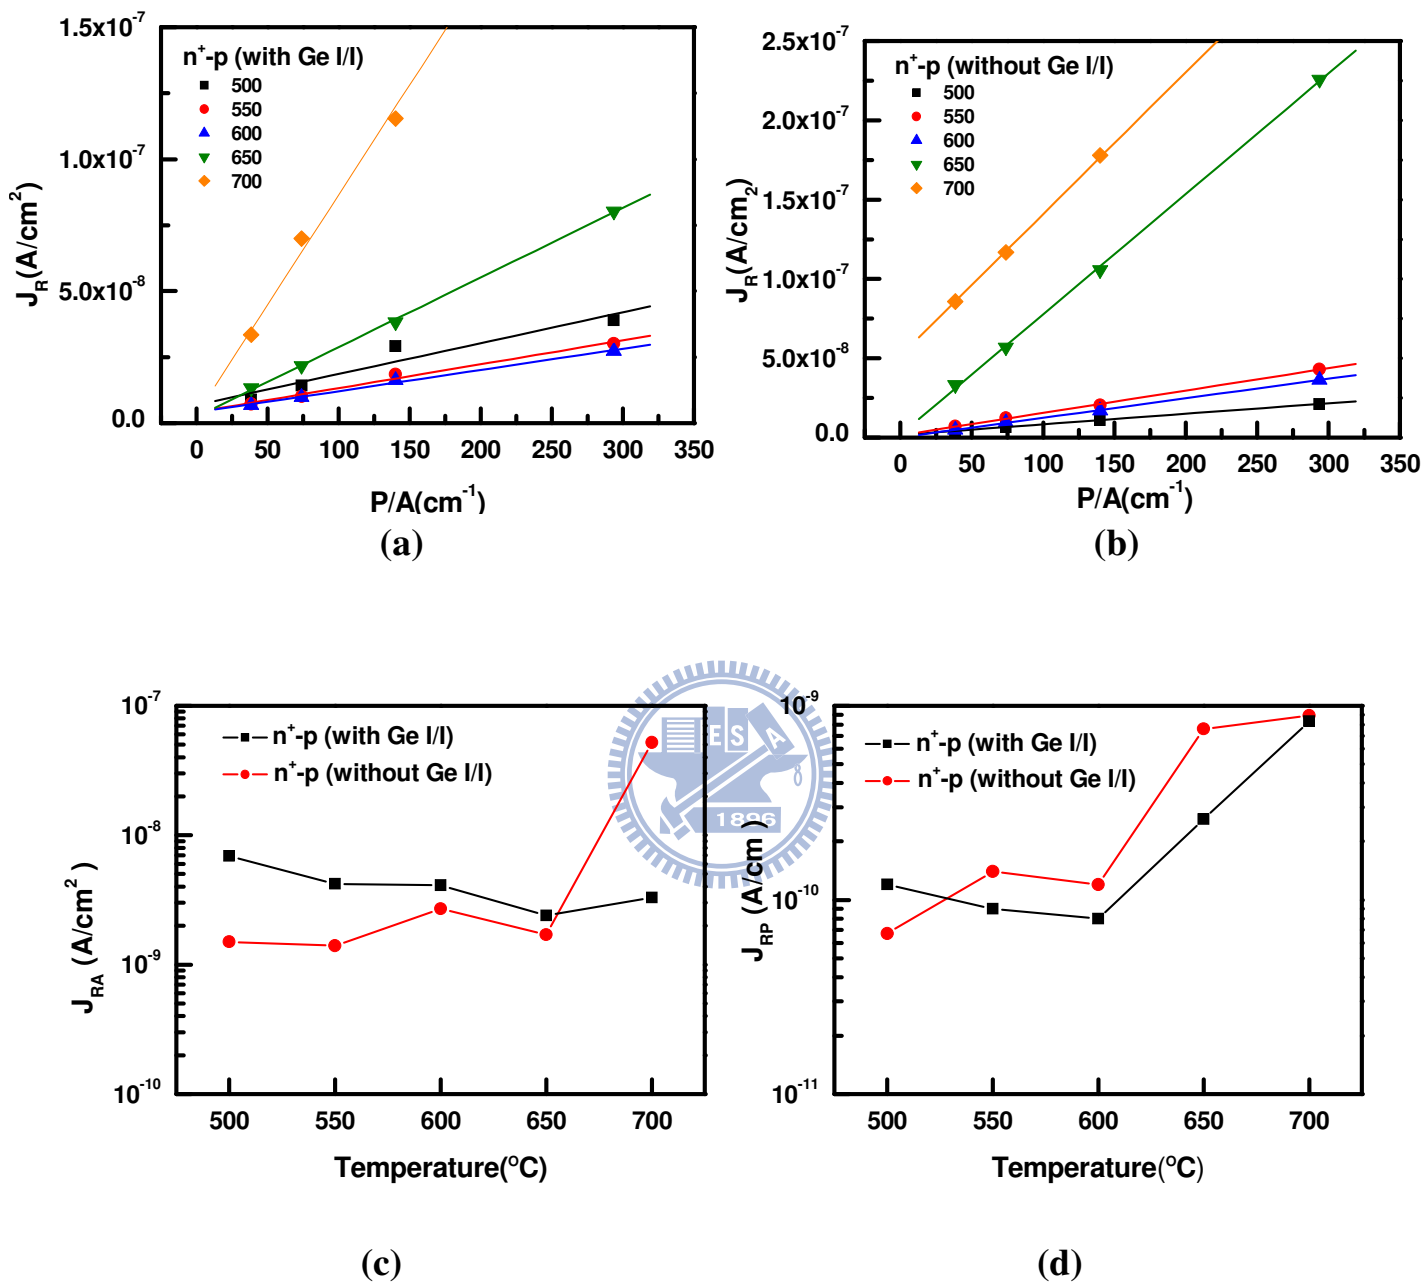 1.5x10-7
1.0x10-7
5.0x10-8
0.0
JR(A/cm2)
n+-p (with Ge I/I)
500
550
600
650
700
0 50 100 150 200 250 300 350
P/A(cm-1)
(a)
2.5x10-7
2.0x10-7
1.5x10-7
1.0x10-7
5.0x10-8
0.0
JR(A/cm2)
n+-p (without Ge I/I)
500
550
600
650
700
0 50 100 150 200 250 300 350
P/A(cm-1)
(b)
10-7
10-8
10-9
10-10
JRA (A/cm2 )
n+-p (with Ge I/I)
n+-p (without Ge I/I)
500 550 600 650 700
Temperature(oC)
(c)
10-9
10-10
10-11
JRP (A/cm )
n+-p (with Ge I/I)
n+-p (without Ge I/I)
500 550 600 650 700
Temperature(oC)
(d)
ES
A
1896